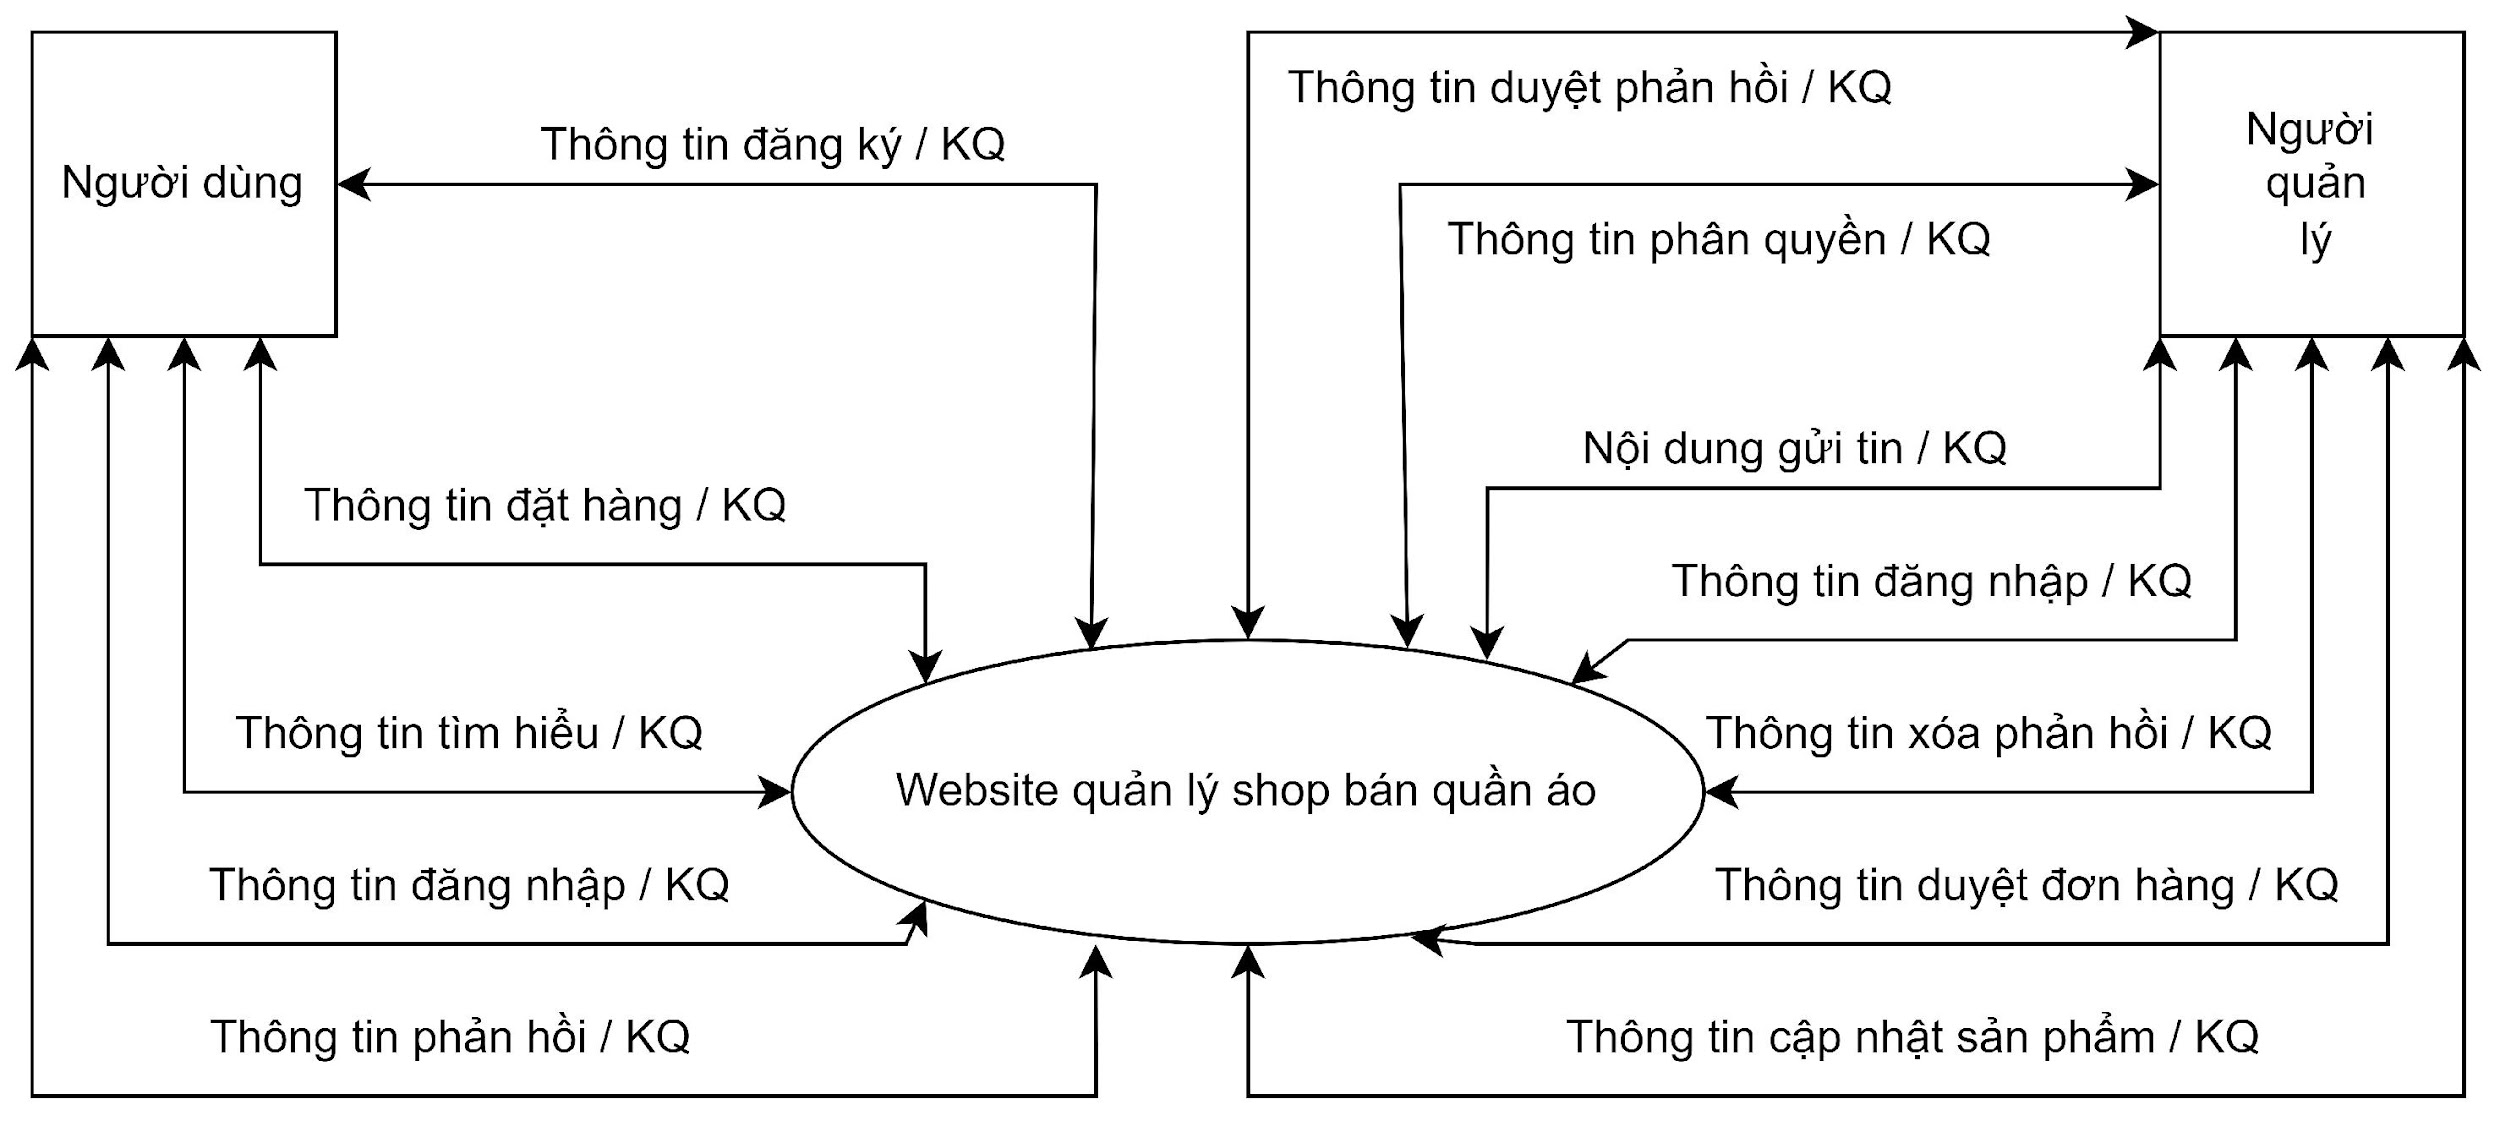 Thông tin duyệt phản hồi / KQ
Thông tin đăng ký / KQ
Người dùng
Người
quản
lý
Thông tin phân quyền / KQ
Nội dung gửi tin / KQ
Thông tin đặt hàng / KQ
Thông tin đăng nhập / KQ
Thông tin tìm hiểu / KQ
Thông tin xóa phản hồi / KQ
Website quản lý shop bán quần áo
Thông tin đăng nhập / KQ
Thông tin duyệt đơn hàng / KQ
Thông tin phản hồi / KQ
Thông tin cập nhật sản phẩm / KQ